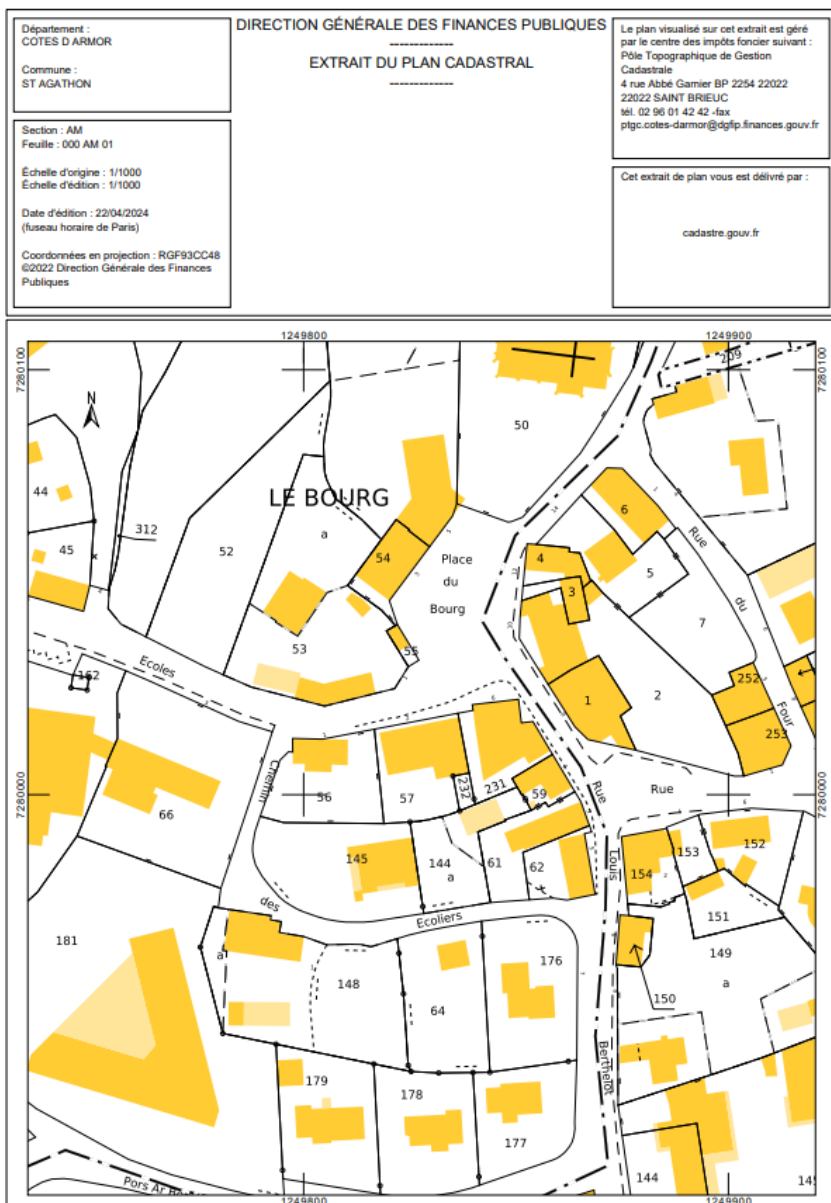 Département :
COTES D ARMOR
Commune :
ST AGATHON
Section : AM
Feuille : 000 AM 01
Échelle d'origine : 1/1000
Échelle d'édition : 1/1000
Date d'édition : 22/04/2024
(fuseau horaire de Paris)
Coordonnées en projection : RGF93CC48
©2022 Direction Générale des Finances
Publiques
DIRECTION GÉNÉRALE DES FINANCES PUBLIQUES
-------------
EXTRAIT DU PLAN CADASTRAL
-------------
Le plan visualisé sur cet extrait est géré
par le centre des impôts foncier suivant :
Pôle Topographique de Gestion
Cadastrale
4 rue Abbé Garnier BP 2254 22022
22022 SAINT BRIEUC
tél. 02 96 01 42 42 -fax
ptgc.cotes-darmor@dgfip.finances.gouv.fr
Cet extrait de plan vous est délivré par :
cadastre.gouv.fr
1249800
1249900
7280100
7280100
209
N
50
44
LE BOURG
6
312
a
52
45
54
Place
du
Bourg
4
Rue
5
3
du
7
53
55
Ecoles
162
252
1
2
Four
253
7280000
7280000
Chemin
56
57
232
231
59
Rue
Rue
66
145
144
a
61
62
Louis
154
153
152
151
des
Ecoliers
181
a
148
64
176
149
a
150
Berthelot
179
178
177
144
Pors Ar
1249800
1249900